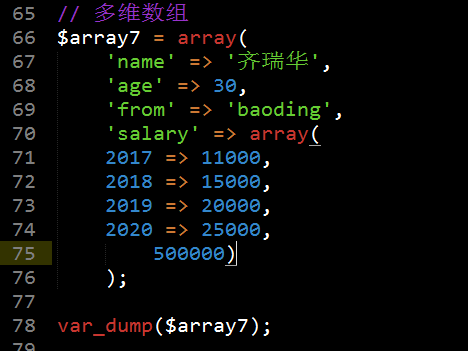 65 // 多维数组
66 $array7 = array(
67 'name' => '齐瑞华',
68 'age' => 30,
69 'from' => 'baoding',
70 'salary' => array(
71 2017 => 11000,
72 2018 => 15000,
73 2019 => 20000,
74 2020 => 25000,
75 500000)
76 );
77
78 var_dump($array7);
79